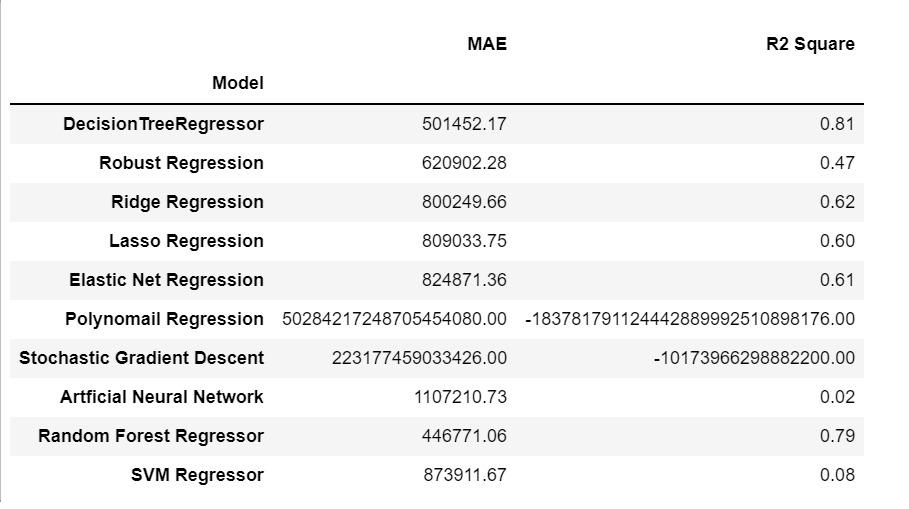 MAE R2 Square
Model
DecisionTreeRegressor 501452.17 0.81
Robust Regression 620902.28 0.47
Ridge Regression 800249.66 0.62
Lasso Regression 809033.75 0.60
Elastic Net Regression 824871.36 0.61
Polynomail Regression 50284217248705454080.00 -1837817911244428899925​10898176.00
Stochastic Gradient Descent 223177459033426.00 -10173966298882200.00
Artficial Neural Network 1107210.73 0.02
Random Forest Regressor 446771.06 0.79
SVM Regressor 873911.67 0.08